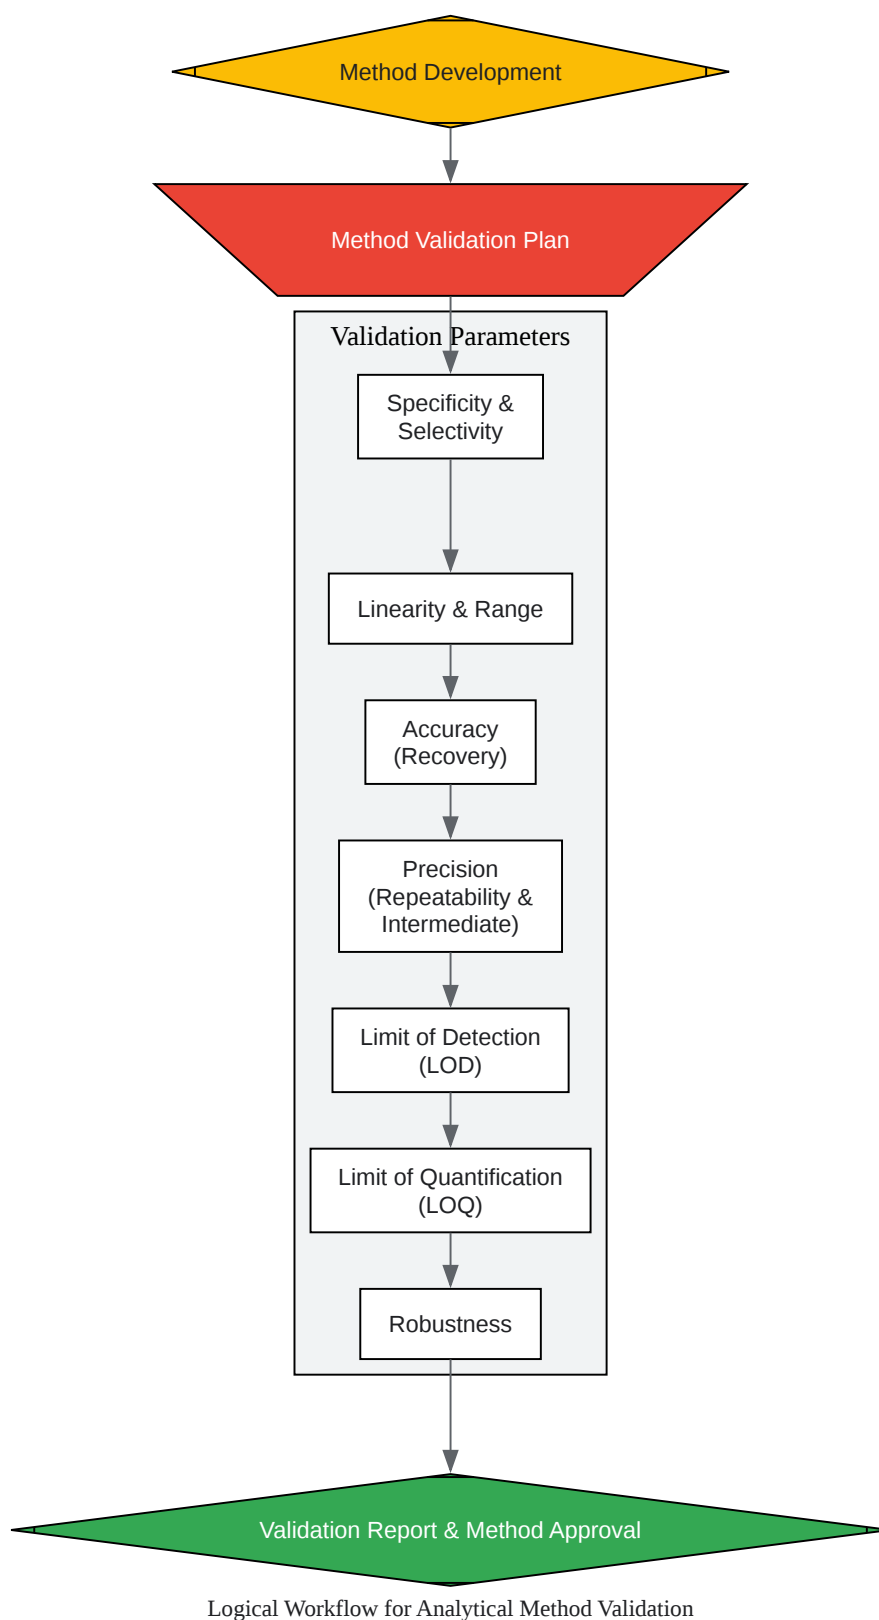 Method Development
Method Validation Plan
Validation Parameters
Specificity &
Selectivity
Linearity & Range
Accuracy
(Recovery)
Precision
(Repeatability &
Intermediate)
Limit of Detection
(LOD)
Limit of Quantification
(LOQ)
Robustness
Validation Report & Method Approval
Logical Workflow for Analytical Method Validation